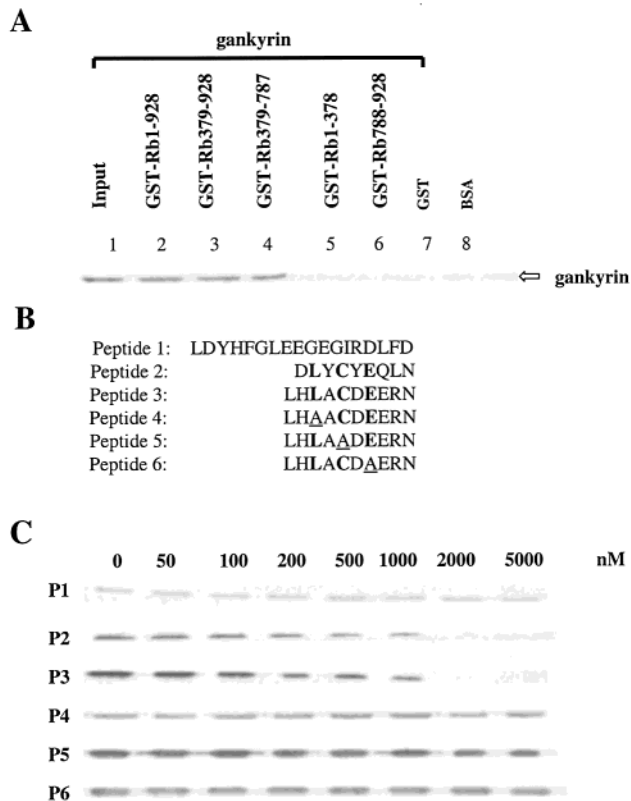 A
gankyrin
Input GST-Rb1-928 GST-Rb379-928 GST-Rb379-787 GST-Rb1-378 GST-Rb788-928 GST BSA
1 2 3 4 5 6 7 8
gankyrin
B
Peptide 1: LDYHFGLEEGEGIRDLFD
Peptide 2: DLYCYEQLN
Peptide 3: LHLACDEERN
Peptide 4: LHAACDEERN
Peptide 5: LHLAADEERN
Peptide 6: LHLACDAERN
C
0 50 100 200 500 1000 2000 5000 nM
P1
P2
P3
P4
P5
P6